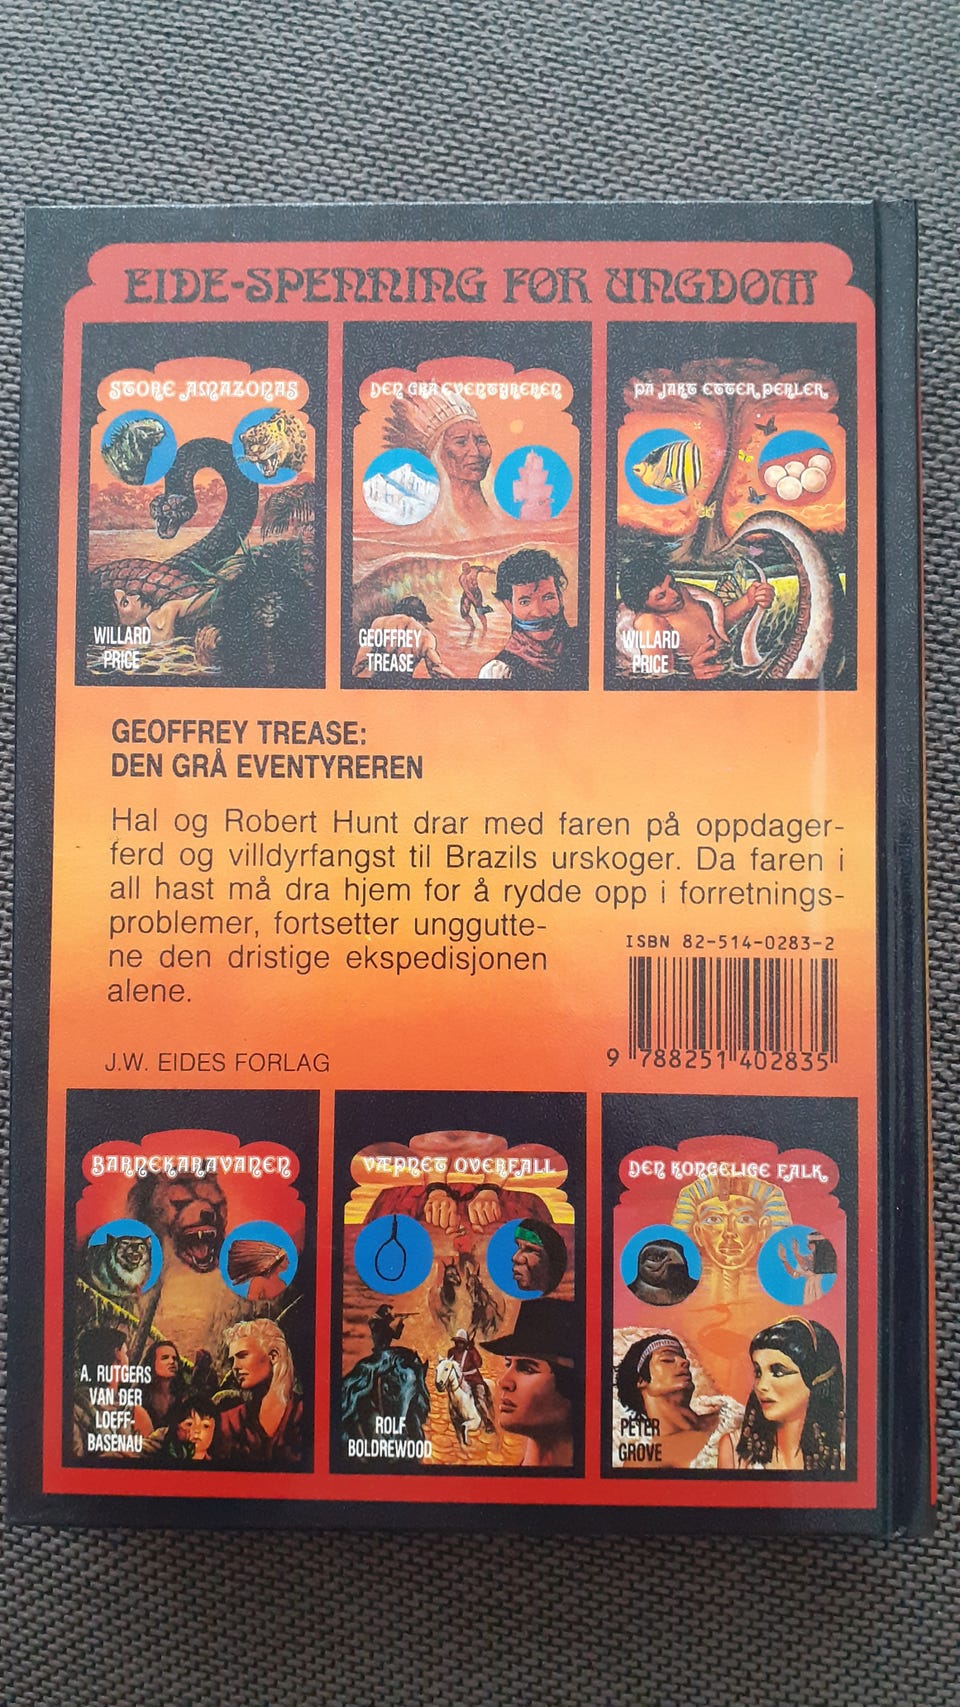 EIDE-SPENNING FOR UNGDOM
STORE AMAZONAS
WILLARD
PRICE
DEN GRÅ EVENTYREREN
GEOFFREY
TREASE
PÅ JAKT ETTER PERLER
WILLARD
PRICE
GEOFFREY TREASE:
DEN GRÅ EVENTYREREN
Hal og Robert Hunt drar med faren på oppdager-
ferd og villdyrfangst til Brazils urskoger. Da faren i
all hast må dra hjem for å rydde opp i forretnings-
problemer, fortsetter ungguttе-
ne den dristige ekspedisjonen
alene.
ISBN 82-514-0283-2
9 788251 402835
J.W. EIDES FORLAG
BARNEKARAVANEN
A. RUTGERS
VAN DER
LOEFF-
BASENAU
VÆPNET OVERFALL
ROLF
BOLDREWOOD
DEN KONGELIGE FALK
PETER
GROVE